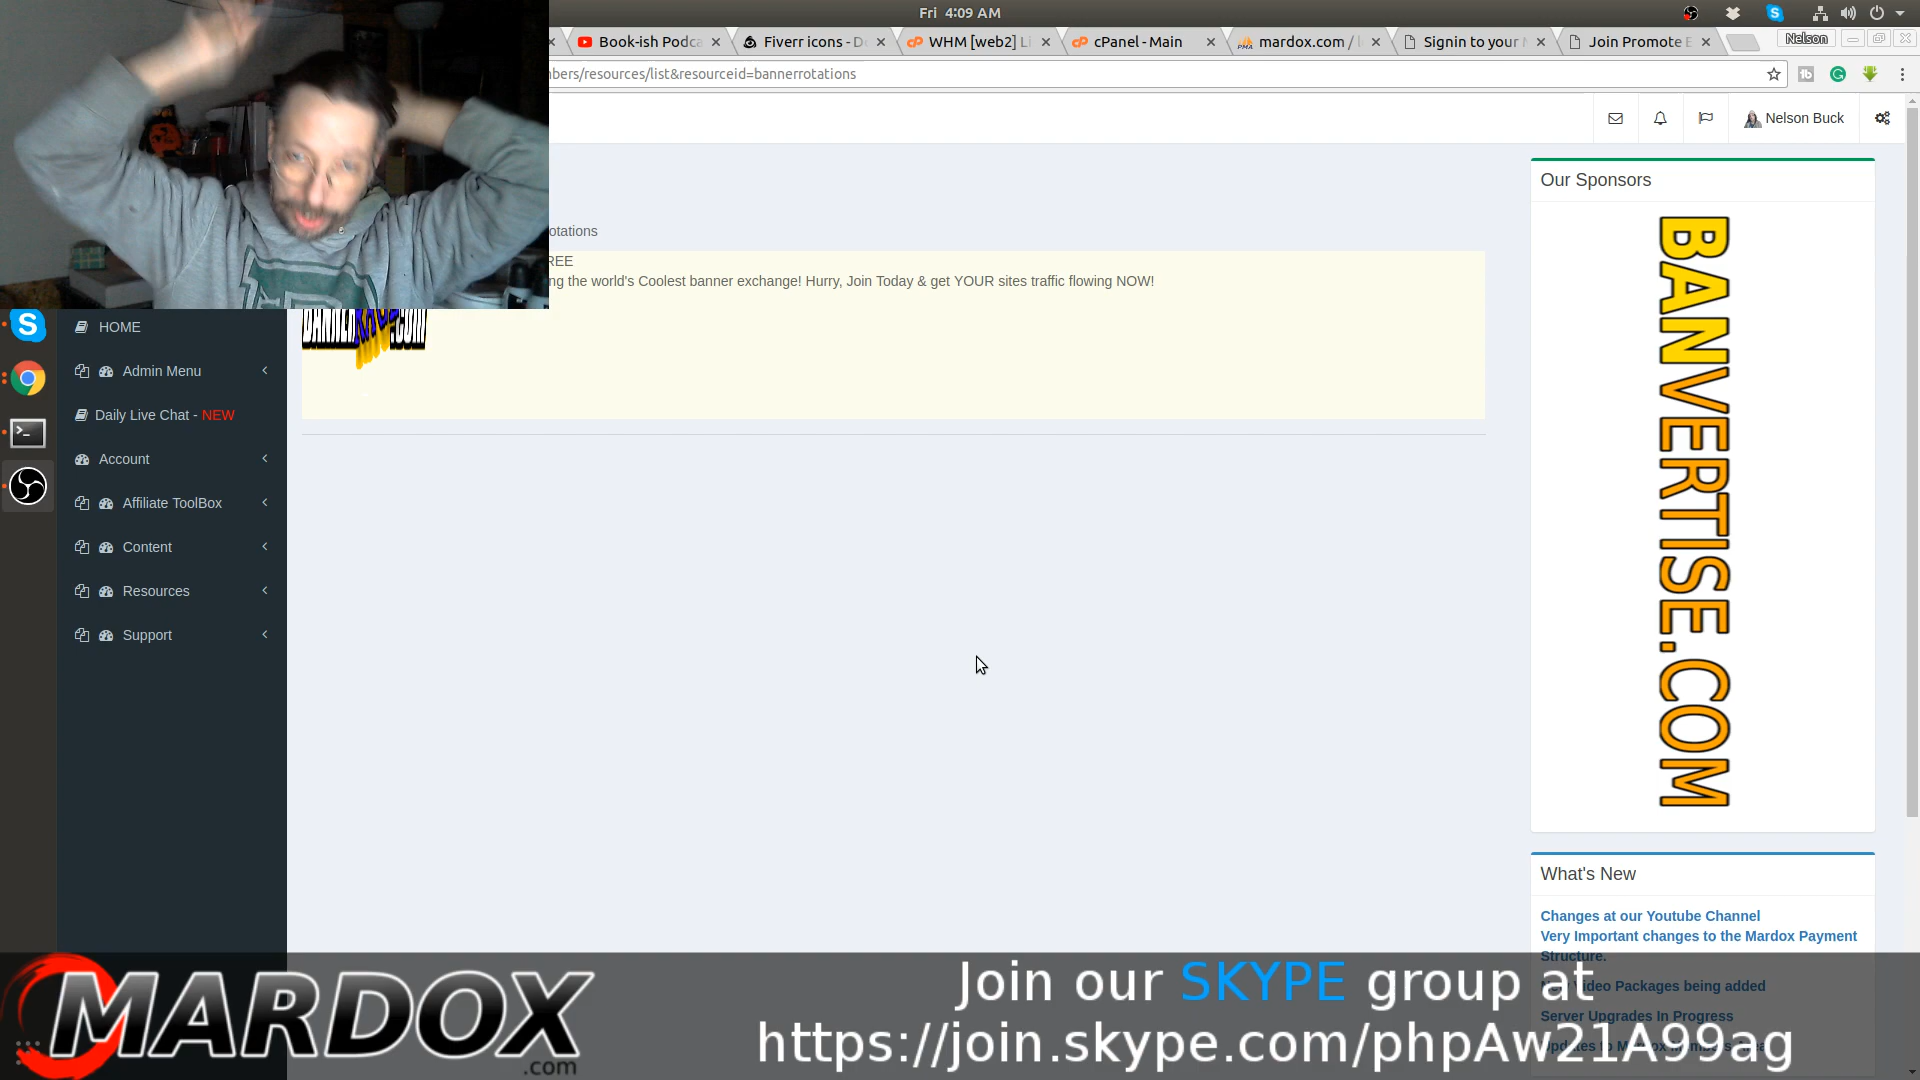 Fri 4:09 AM
Book-ish Podca
Fiverr icons - Do
WHM [web2] Li
cPanel - Main
mardox.com / l
Signin to your M
Join Promote B
Nelson
bers/resources/list&resourceid=bannerrotations
Nelson Buck
Our Sponsors
otations
REE
ng the world's Coolest banner exchange! Hurry, Join Today & get YOUR sites traffic flowing NOW!
BANVERTISE.COM
HOME
Admin Menu
Daily Live Chat - NEW
Account
Affiliate ToolBox
Content
Resources
Support
What's New
Changes at our Youtube Channel
Very Important changes to the Mardox Payment
Structure.
New Video Packages being added
Server Upgrades In Progress
MARDOX
.com
Join our SKYPE group at
https://join.skype.com/phpAw21A99ag